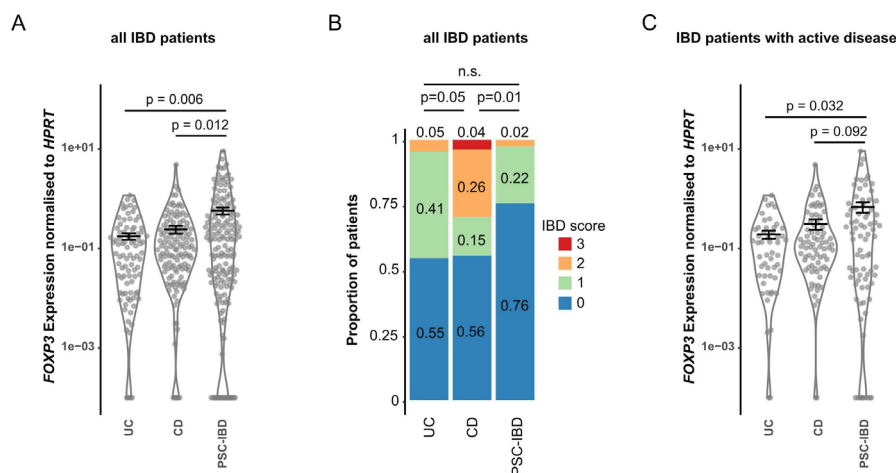 A
all IBD patients
FOXP3 Expression normalised to HPRT
1e+01
1e-01
1e-03
p = 0.006
p = 0.012
UC
CD
PSC-IBD
B
all IBD patients
n.s.
p=0.05
p=0.01
Proportion of patients
1
0.75
0.5
0.25
0
0.05
0.04
0.02
0.41
0.26
0.22
0.15
0.55
0.56
0.76
UC
CD
PSC-IBD
IBD score
3
2
1
0
C
IBD patients with active disease
FOXP3 Expression normalised to HPRT
1e+01
1e-01
1e-03
p = 0.032
p = 0.092
UC
CD
PSC-IBD